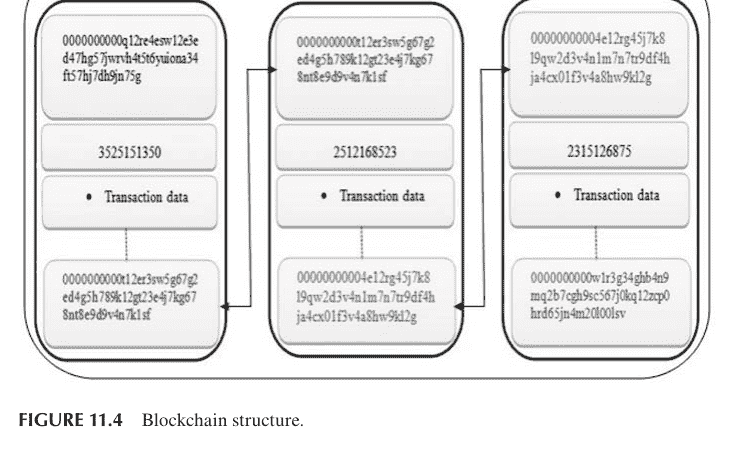 0000000000q12re4esw12e3e
d47hg57jwrvh4t5t6yuiona34
ft57hj7dh9jn75g
3525151350
• Transaction data
0000000000t12er3sw5g67g2
ed4g5h789k12gt23e4j7kg67
8nt8e9d9v4n7k1sf
0000000000t12er3sw5g67g2
ed4g5h789k12gt23e4j7kg67
8nt8e9d9v4n7k1sf
2512168523
• Transaction data
00000000004e12rg45j7k8
l9qw2d3v4n1m7n7tr9df4h
ja4cx01f3v4a8hw9kl2g
00000000004e12rg45j7k8
l9qw2d3v4n1m7n7tr9df4h
ja4cx01f3v4a8hw9kl2g
2315126875
• Transaction data
0000000000w1r3g34ghb4n9
mq2b7cgh9sc567j0kq12zcp0
hrd65jn4m20l00lsv
FIGURE 11.4 Blockchain structure.